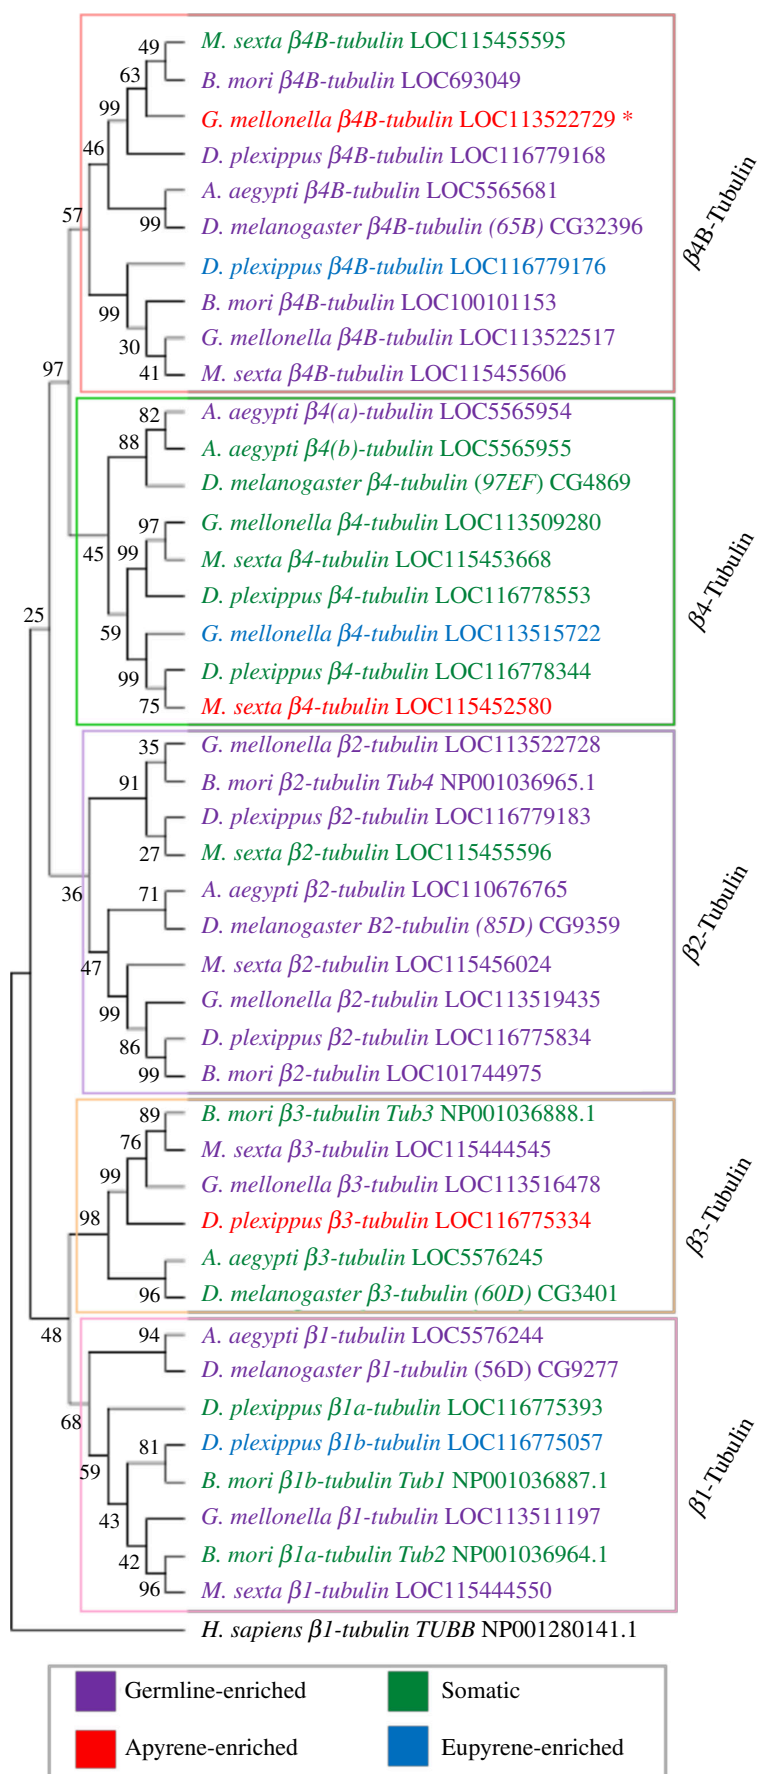 49
M. sexta β4B-tubulin LOC115455595
63
B. mori β4B-tubulin LOC693049
99
G. mellonella β4B-tubulin LOC113522729 *
46
D. plexippus β4B-tubulin LOC116779168
A. aegypti β4B-tubulin LOC5565681
57
99
D. melanogaster β4B-tubulin (65B) CG32396
β4B-Tubulin
D. plexippus β4B-tubulin LOC116779176
99
B. mori β4B-tubulin LOC100101153
30
G. mellonella β4B-tubulin LOC113522517
97
41
M. sexta β4B-tubulin LOC115455606
82
A. aegypti β4(a)-tubulin LOC5565954
88
A. aegypti β4(b)-tubulin LOC5565955
D. melanogaster β4-tubulin (97EF) CG4869
97
G. mellonella β4-tubulin LOC113509280
45
99
M. sexta β4-tubulin LOC115453668
β4-Tubulin
D. plexippus β4-tubulin LOC116778553
25
59
G. mellonella β4-tubulin LOC113515722
99
D. plexippus β4-tubulin LOC116778344
75
M. sexta β4-tubulin LOC115452580
35
G. mellonella β2-tubulin LOC113522728
91
B. mori β2-tubulin Tub4 NP001036965.1
D. plexippus β2-tubulin LOC116779183
27
M. sexta β2-tubulin LOC115455596
36
71
A. aegypti β2-tubulin LOC110676765
β2-Tubulin
D. melanogaster B2-tubulin (85D) CG9359
47
M. sexta β2-tubulin LOC115456024
99
G. mellonella β2-tubulin LOC113519435
86
D. plexippus β2-tubulin LOC116775834
99
B. mori β2-tubulin LOC101744975
89
B. mori β3-tubulin Tub3 NP001036888.1
76
M. sexta β3-tubulin LOC115444545
99
G. mellonella β3-tubulin LOC113516478
98
D. plexippus β3-tubulin LOC116775334
β3-Tubulin
A. aegypti β3-tubulin LOC5576245
96
D. melanogaster β3-tubulin (60D) CG3401
48
94
A. aegypti β1-tubulin LOC5576244
D. melanogaster β1-tubulin (56D) CG9277
68
D. plexippus β1a-tubulin LOC116775393
81
D. plexippus β1b-tubulin LOC116775057
59
B. mori β1b-tubulin Tub1 NP001036887.1
β1-Tubulin
43
G. mellonella β1-tubulin LOC113511197
42
B. mori β1a-tubulin Tub2 NP001036964.1
96
M. sexta β1-tubulin LOC115444550
H. sapiens β1-tubulin TUBB NP001280141.1
Germline-enriched
Somatic
Apyrene-enriched
Eupyrene-enriched